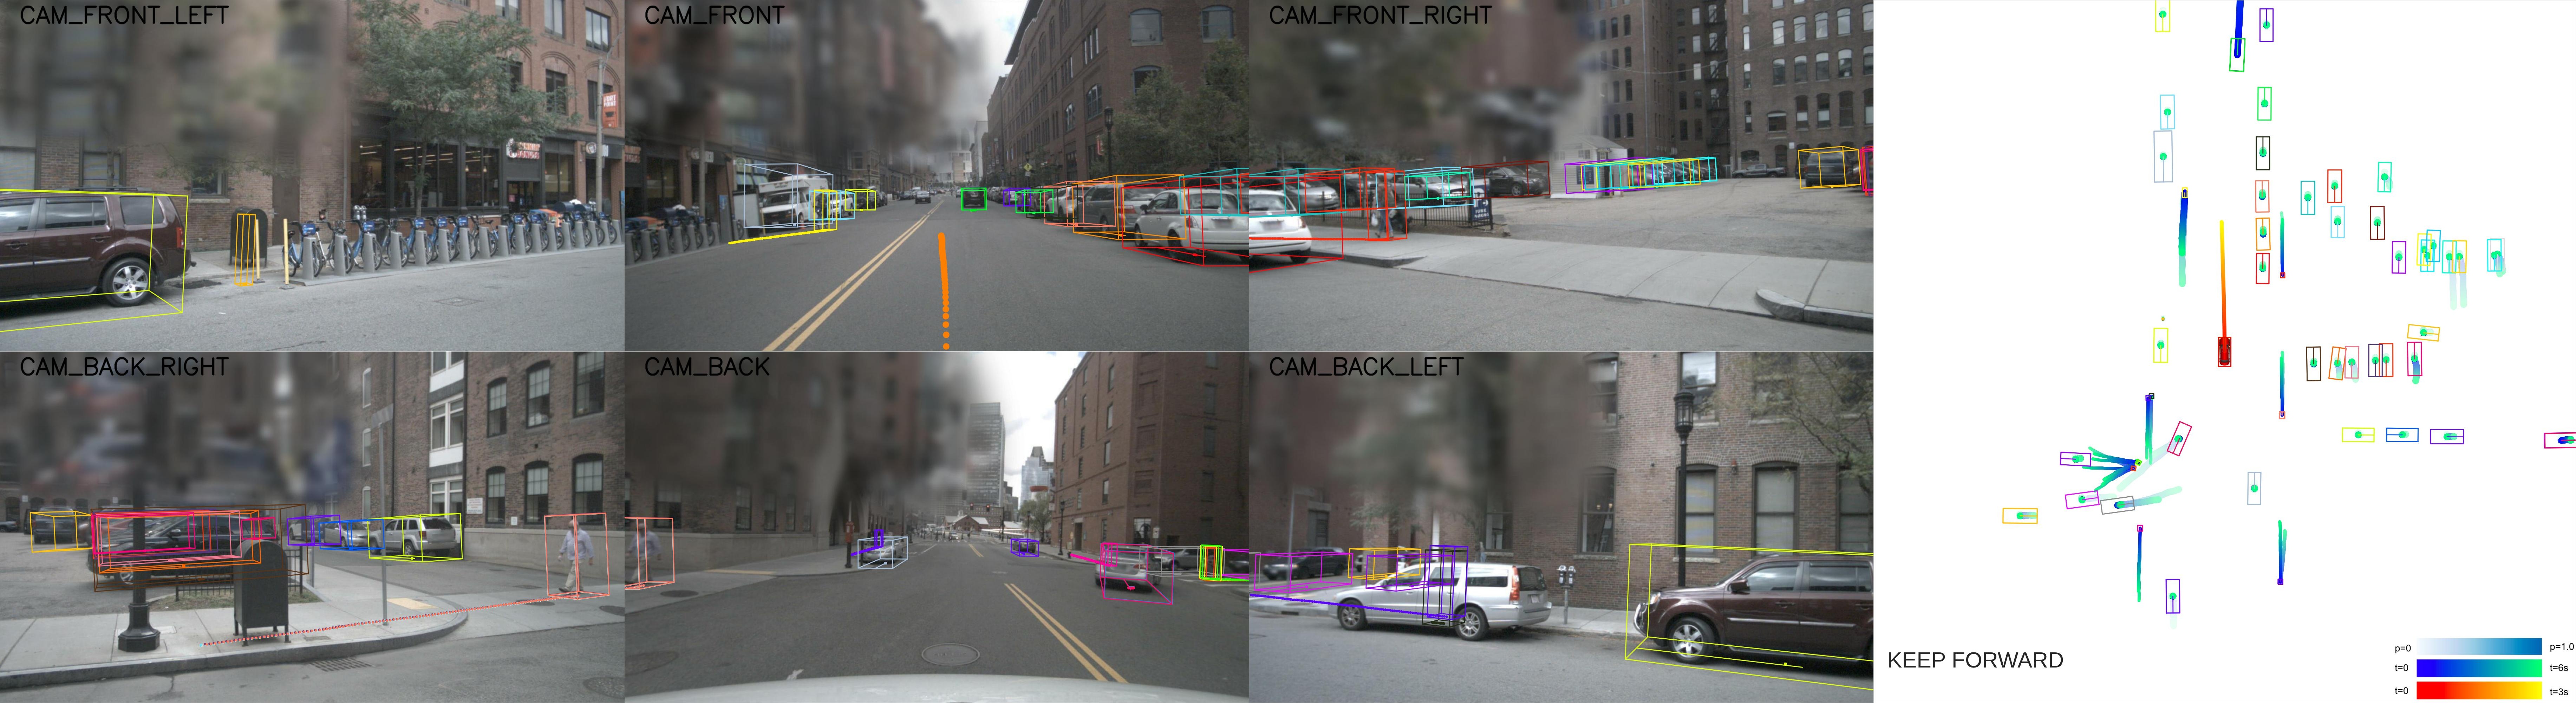 CAM_FRONT_LEFT
CAM_FRONT
CAM_FRONT_RIGHT
CAM_BACK_RIGHT
CAM_BACK
CAM_BACK_LEFT
KEEP FORWARD
p=0
p=1.0
t=0
t=6s
t=0
t=3s